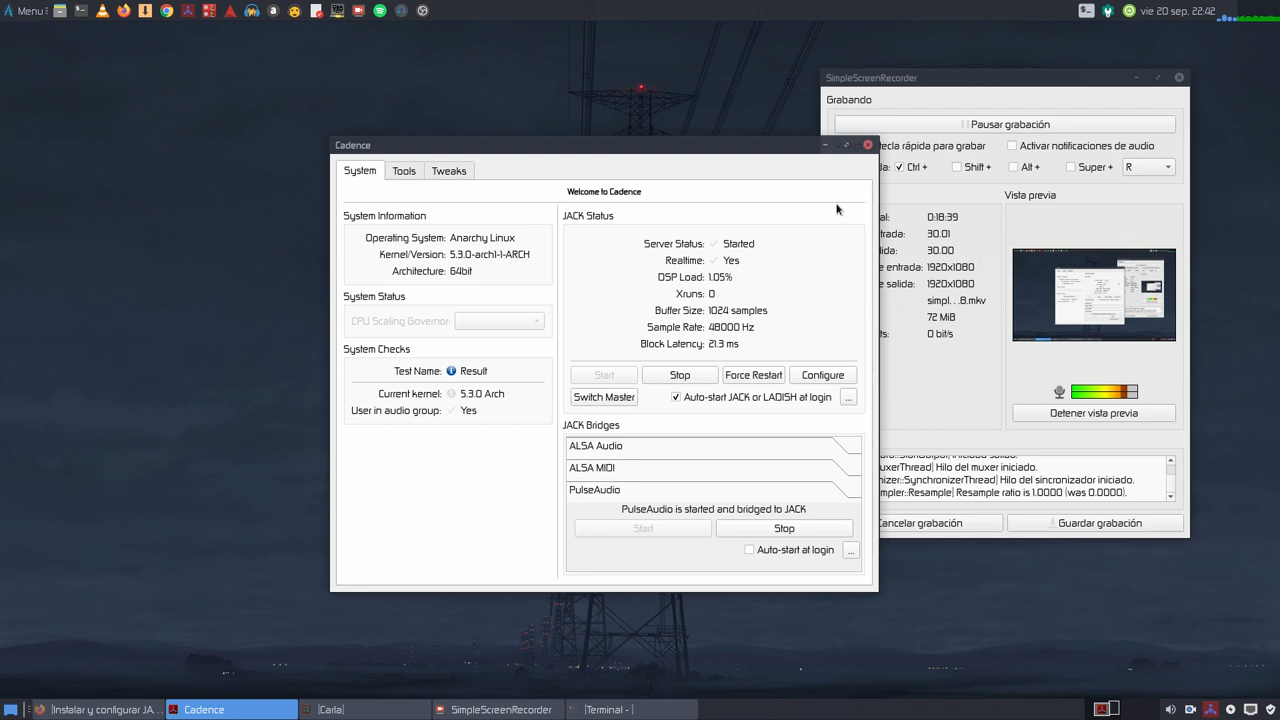 Menu
vie 20 sep, 22:42
SimpleScreenRecorder
Grabando
Pausar grabación
tecla rápida para grabar
Activar notificaciones de audio
Ctrl +
Shift +
Alt +
Super +
R
Vista previa
0:18:39
30.01
30.00
e entrada: 1920x1080
e salida: 1920x1080
simpl...8.mkv
72 MiB
0 bit/s
Detener vista previa
uxerThread] Hilo del muxer iniciado.
nizer::SynchronizerThread] Hilo del sincronizador iniciado.
mpler::Resample] Resample ratio is 1.0000 (was 0.0000).
Cancelar grabación
Guardar grabación
Cadence
System
Tools
Tweaks
Welcome to Cadence
System Information
Operating System: Anarchy Linux
Kernel/Version: 5.3.0-arch1-1-ARCH
Architecture: 64bit
System Status
CPU Scaling Governor:
System Checks
Test Name: Result
Current kernel: 5.3.0 Arch
User in audio group: Yes
JACK Status
Server Status: Started
Realtime: Yes
DSP Load: 1.05%
Xruns: 0
Buffer Size: 1024 samples
Sample Rate: 48000 Hz
Block Latency: 21.3 ms
Start
Stop
Force Restart
Configure
Switch Master
Auto-start JACK or LADISH at login
...
JACK Bridges
ALSA Audio
ALSA MIDI
PulseAudio
PulseAudio is started and bridged to JACK
Start
Stop
Auto-start at login
...
[Instalar y configurar JA...
Cadence
[Carla]
SimpleScreenRecorder
[Terminal - ]